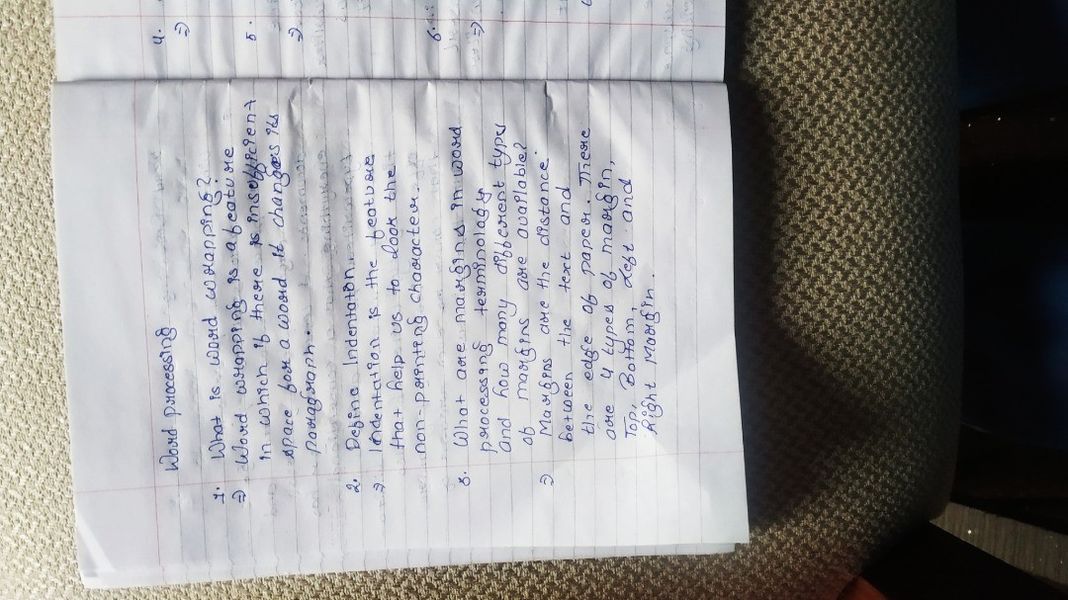 Word processing
1. What is word wrapping?
⇒ Word wrapping is a feature
in which if there is insufficient
space for a word it changes its
paragraph.
2. Define Indentation.
⇒ Indentation is the feature
that help us to look the
non-printing character.
3. What are margins in word
processing terminology
and how many different type
of margins are available?
⇒ Margins are the distance
between the text and
the edge of paper. There
are 4 types of margin,
Top, Bottom, Left and
Right Margin.
4.
⇒
5.
⇒
6.
⇒